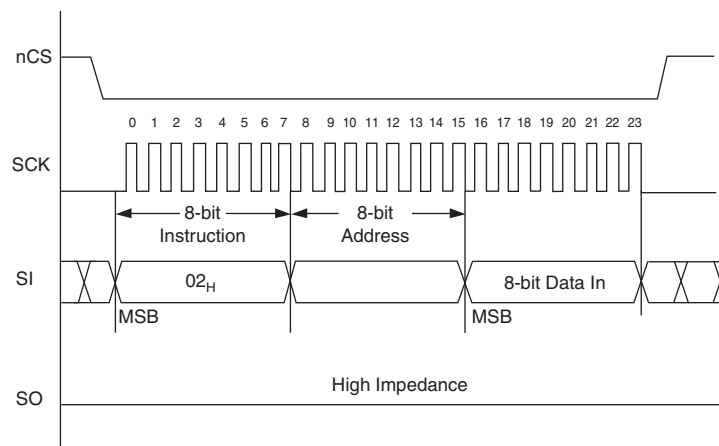 nCS
0 1 2 3 4 5 6 7 8 9 10 11 12 13 14 15 16 17 18 19 20 21 22 23
SCK
8-bit
Instruction
8-bit
Address
SI
02H
8-bit Data In
MSB
MSB
High Impedance
SO